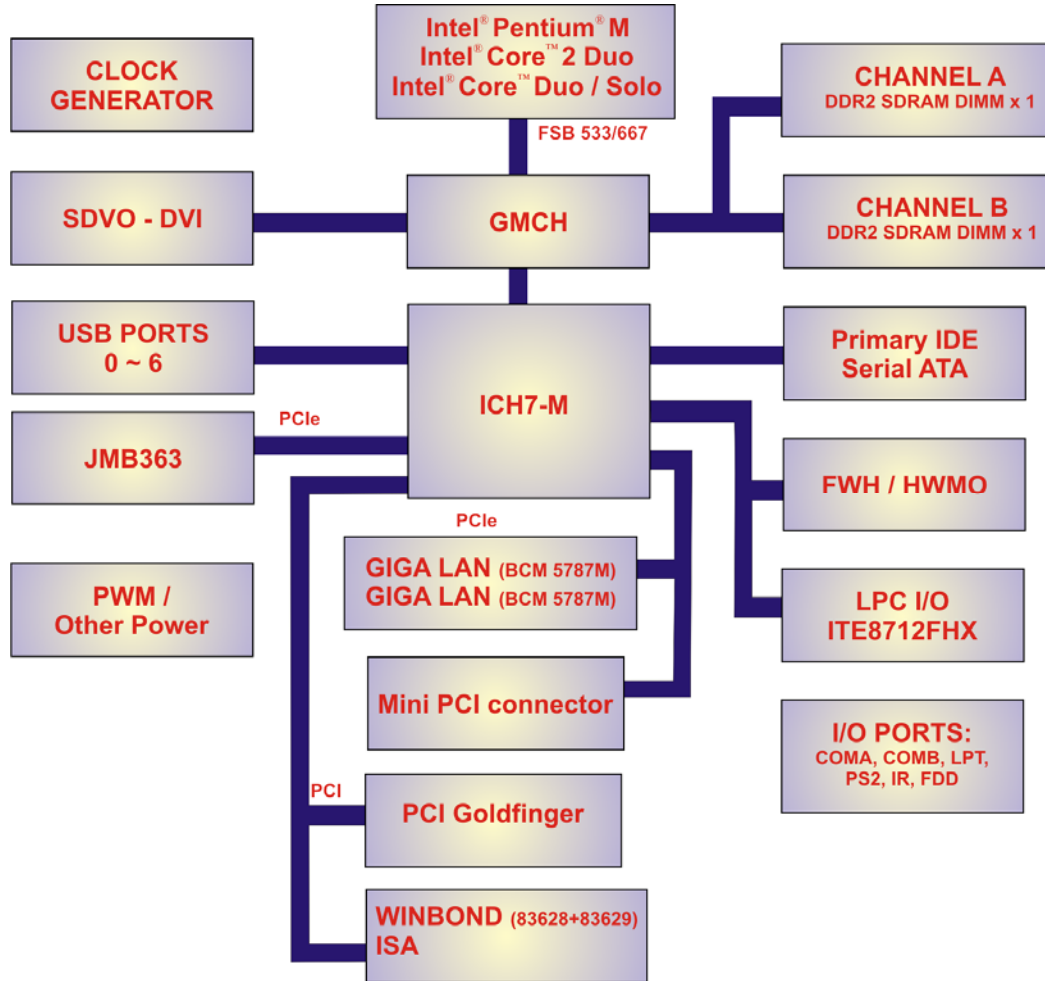 Intel® Pentium® M
Intel® Core™ 2 Duo
Intel® Core™ Duo / Solo
CLOCK
GENERATOR
CHANNEL A
DDR2 SDRAM DIMM x 1
FSB 533/667
SDVO - DVI
GMCH
CHANNEL B
DDR2 SDRAM DIMM x 1
USB PORTS
0 ~ 6
ICH7-M
Primary IDE
Serial ATA
PCIe
JMB363
FWH / HWMO
PCIe
GIGA LAN (BCM 5787M)
GIGA LAN (BCM 5787M)
PWM /
Other Power
LPC I/O
ITE8712FHX
Mini PCI connector
I/O PORTS:
COMA, COMB, LPT,
PS2, IR, FDD
PCI
PCI Goldfinger
WINBOND (83628+83629)
ISA